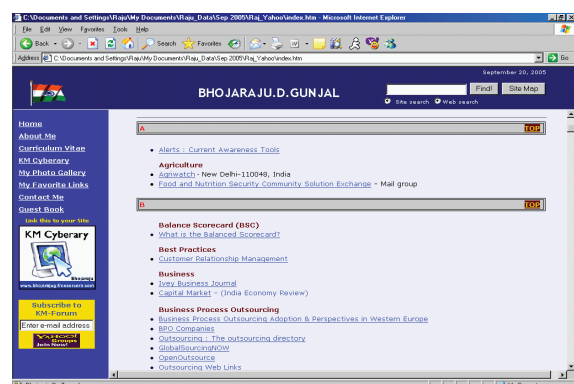 C:\Documents and Settings\Raju\My Documents\Raju_Data\Sep 2005\Raj_Yahoo\index.htm - Microsoft Internet Explorer
File Edit View Favorites Tools Help
Back Search Favorites
Address C:\Documents and Settings\Raju\My Documents\Raju_Data\Sep 2005\Raj_Yahoo\index.htm Go
September 20, 2005
BHOJARAJU.D.GUNJAL
Find! Site Map
Site search Web search
Home
About Me
Curriculum Vitae
KM Cyberary
My Photo Gallery
My Favorite Links
Contact Me
Guest Book
Link this to your Site
KM Cyberary
Bhojaraju
Subscribe to
KM-Forum
Enter e-mail address
YAHOO!
Groups
Join Now!
A TOP
Alerts : Current Awareness Tools
Agriculture
Agriwatch - New Delhi-110048, India
Food and Nutrition Security Community Solution Exchange - Mail group
B TOP
Balance Scorecard (BSC)
What is the Balanced Scorecard?
Best Practices
Customer Relationship Management
Business
Ivey Business Journal
Capital Market - (India Economy Review)
Business Process Outsourcing
Business Process Outsourcing Adoption & Perspectives in Western Europe
BPO Companies
Outsourcing : The outsourcing directory
GlobalSourcingNOW
OpenOutsource
Outsourcing Web Links